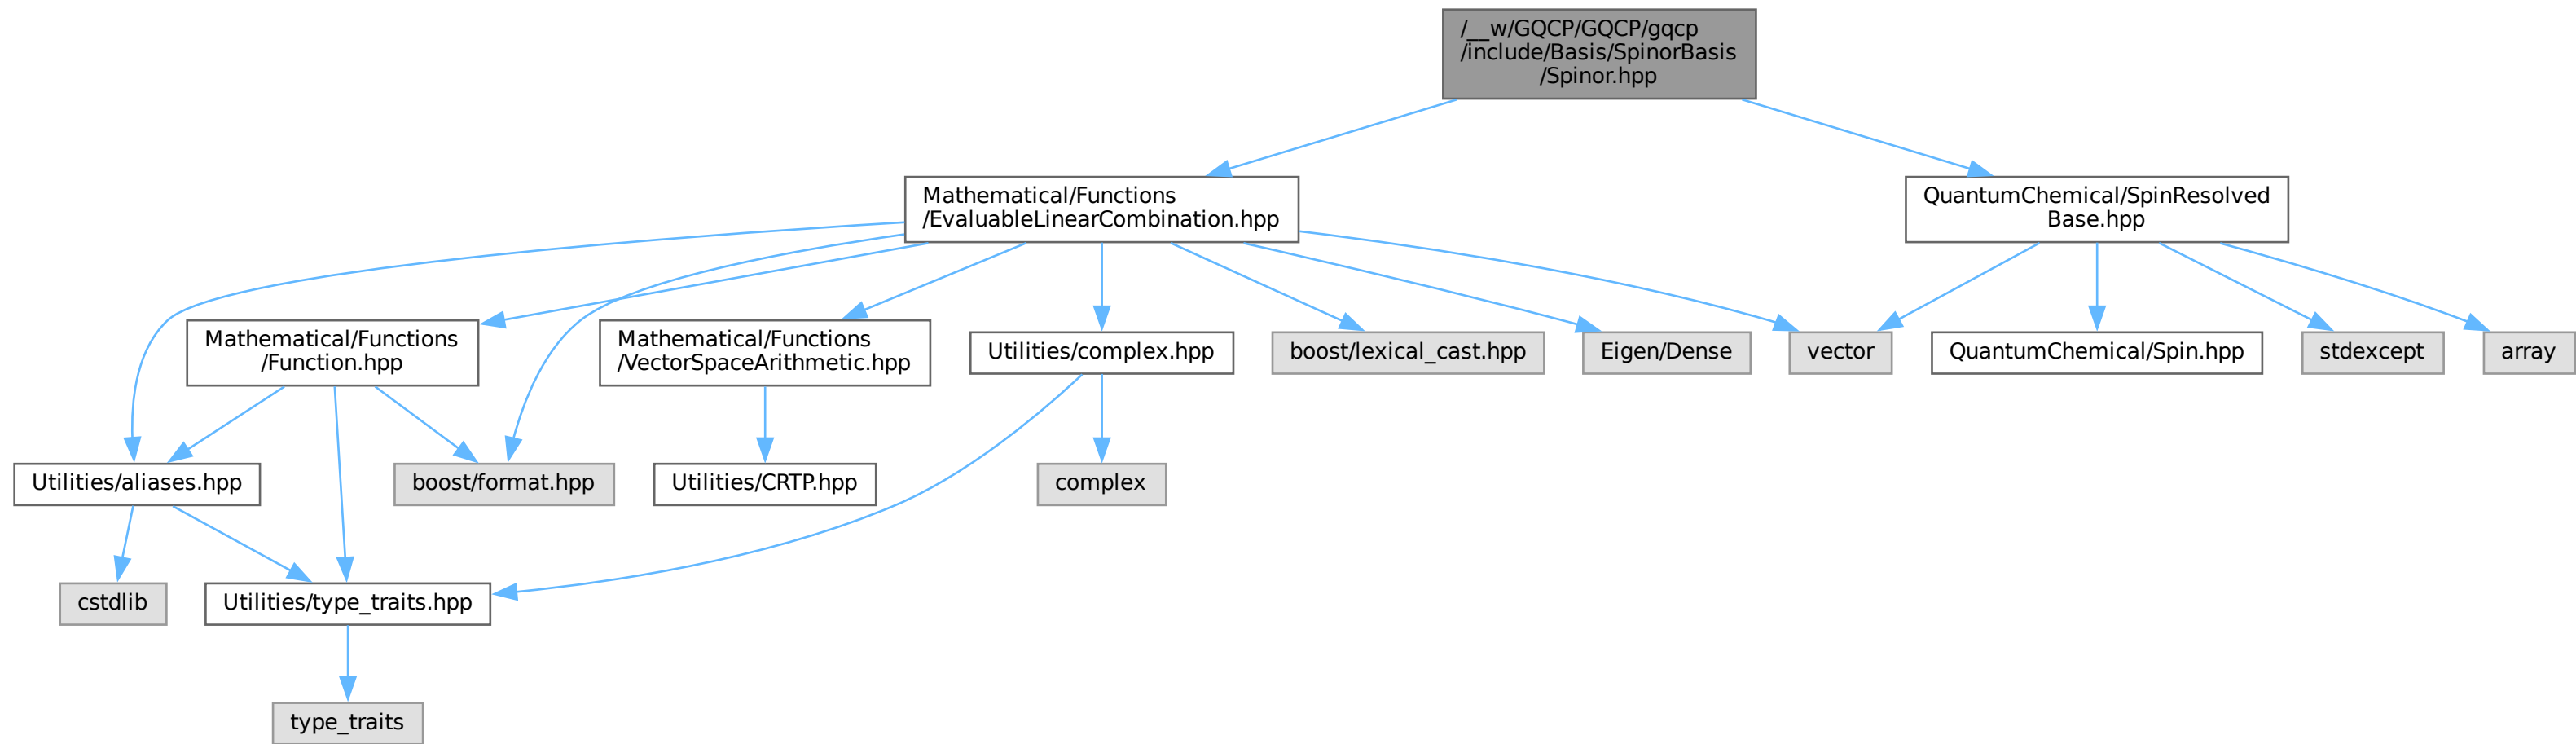 /__w/GQCP/GQCP/gqcp
/include/Basis/SpinorBasis
/Spinor.hpp
Mathematical/Functions
/EvaluableLinearCombination.hpp
QuantumChemical/SpinResolved
Base.hpp
Mathematical/Functions
/Function.hpp
Mathematical/Functions
/VectorSpaceArithmetic.hpp
Utilities/complex.hpp
boost/lexical_cast.hpp
Eigen/Dense
vector
QuantumChemical/Spin.hpp
stdexcept
array
Utilities/aliases.hpp
boost/format.hpp
Utilities/CRTP.hpp
complex
cstdlib
Utilities/type_traits.hpp
type_traits